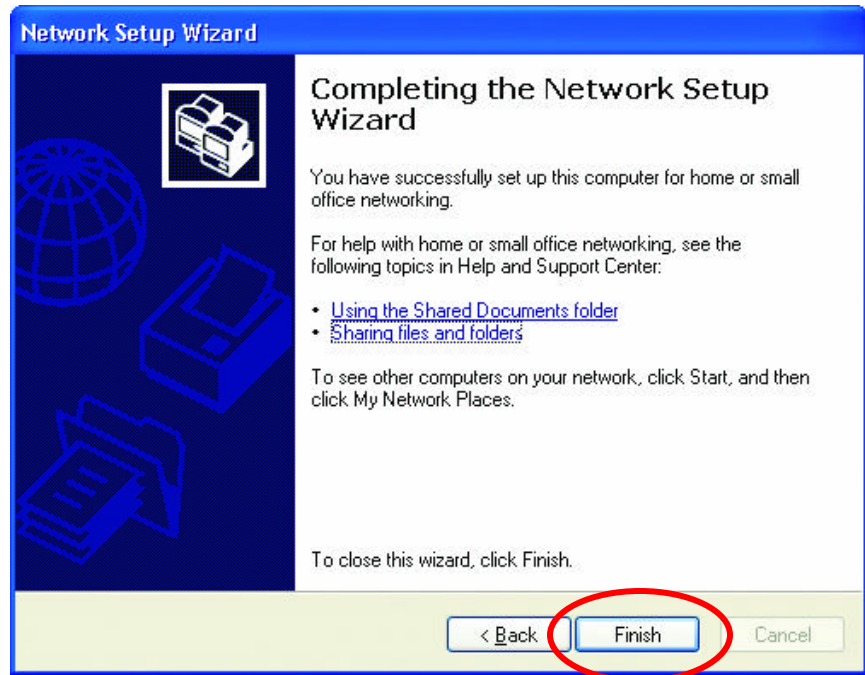 Network Setup Wizard
Completing the Network Setup
Wizard
You have successfully set up this computer for home or small
office networking.
For help with home or small office networking, see the
following topics in Help and Support Center:
• Using the Shared Documents folder
• Sharing files and folders
To see other computers on your network, click Start, and then
click My Network Places.
To close this wizard, click Finish.
< Back Finish Cancel